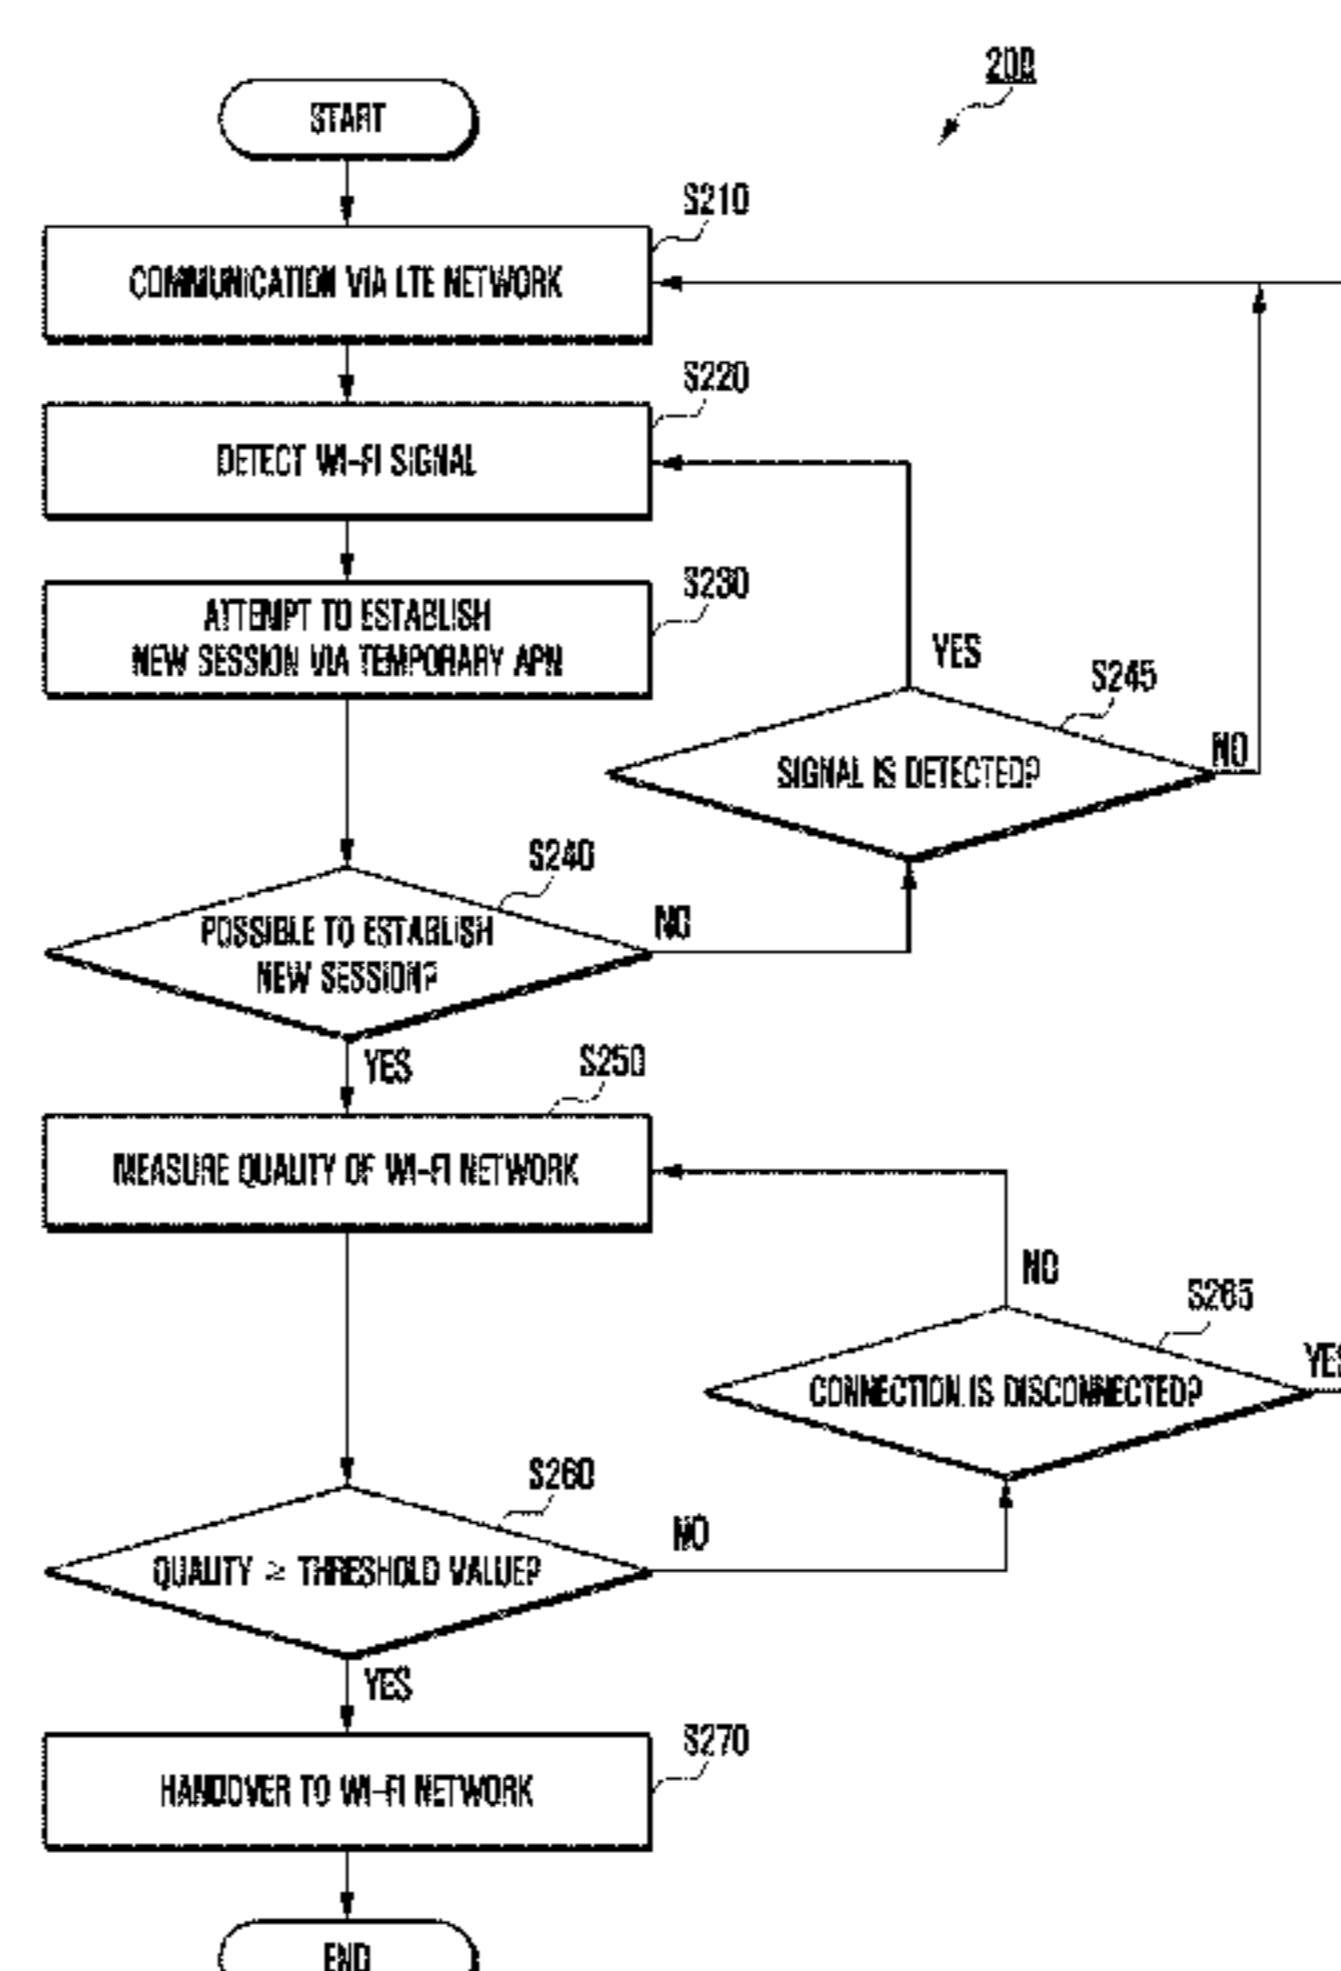 200
START
S210
COMMUNICATION VIA LTE NETWORK
S220
DETECT WI-FI SIGNAL
S230
ATTEMPT TO ESTABLISH
NEW SESSION VIA TEMPORARY APN
YES
S245
SIGNAL IS DETECTED?
NO
S240
POSSIBLE TO ESTABLISH
NEW SESSION?
NO
YES
S250
MEASURE QUALITY OF WI-FI NETWORK
NO
S265
CONNECTION IS DISCONNECTED?
YES
S260
QUALITY ≥ THRESHOLD VALUE?
NO
YES
S270
HANDOVER TO WI-FI NETWORK
END